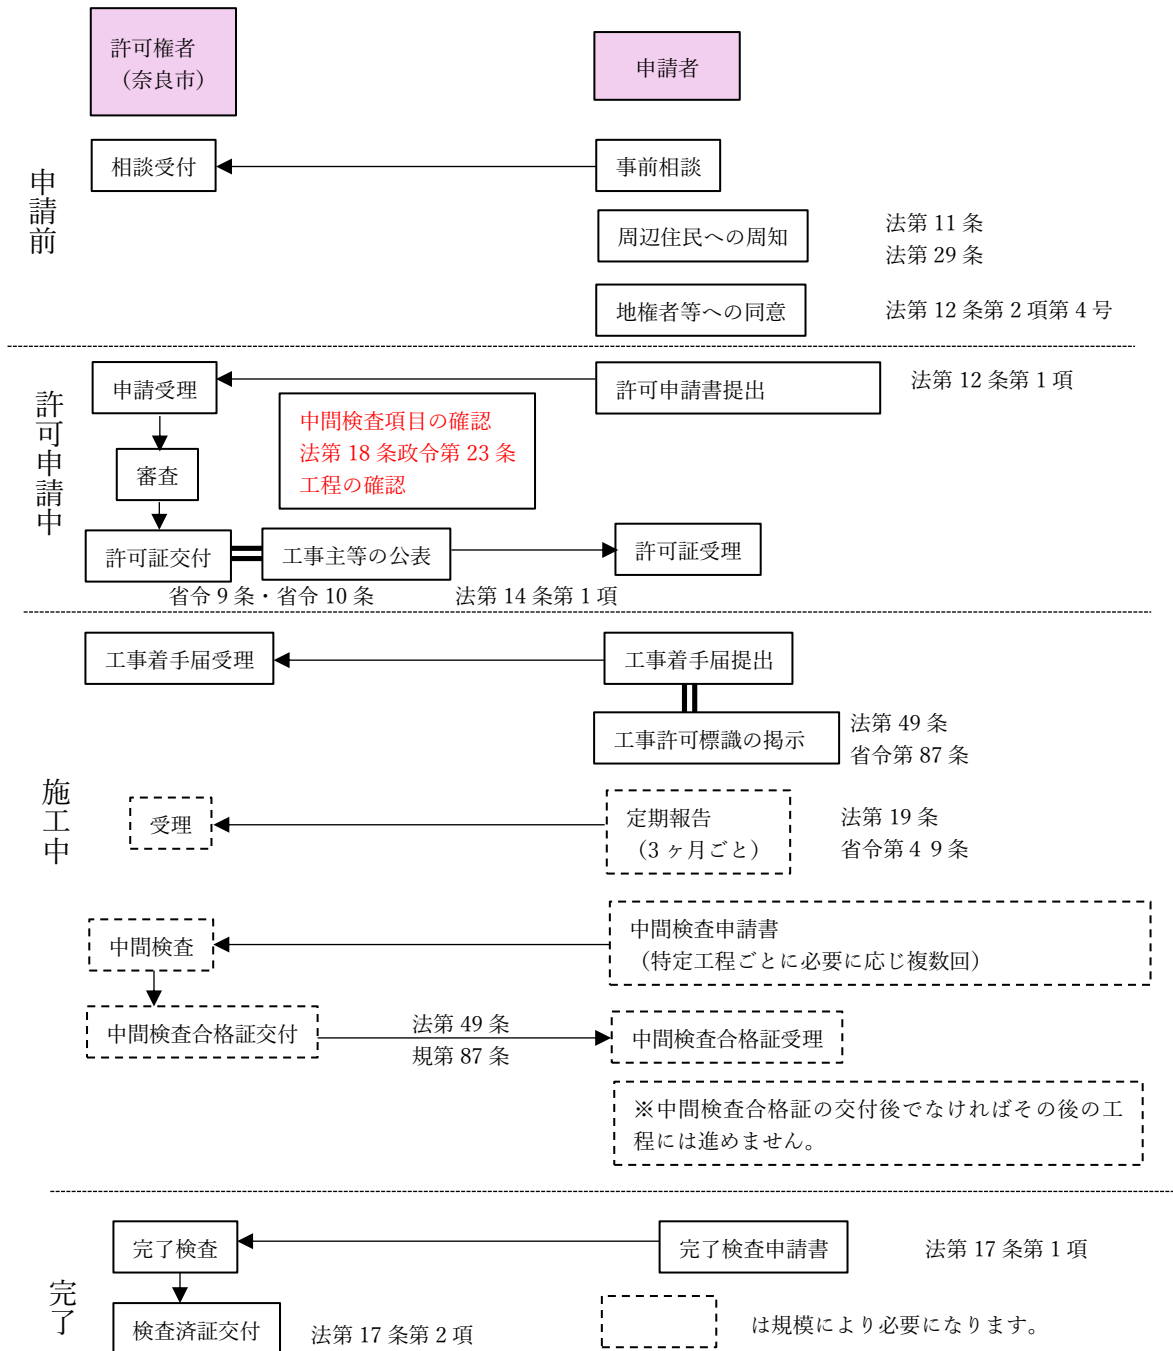 許可権者
（奈良市）
申請者
申請前
相談受付
事前相談
周辺住民への周知
法第 11 条
法第 29 条
地権者等への同意
法第 12 条第 2 項第 4 号
許可申請中
申請受理
許可申請書提出
法第 12 条第 1 項
中間検査項目の確認
法第 18 条政令第 23 条
工程の確認
審査
許可証交付
工事主等の公表
許可証受理
省令 9 条・省令 10 条
法第 14 条第 1 項
施工中
工事着手届受理
工事着手届提出
工事許可標識の掲示
法第 49 条
省令第 87 条
受理
定期報告
（3 ヶ月ごと）
法第 19 条
省令第４９条
中間検査
中間検査申請書
（特定工程ごとに必要に応じ複数回）
中間検査合格証交付
法第 49 条
規第 87 条
中間検査合格証受理
※中間検査合格証の交付後でなければその後の工
程には進めません。
完了
完了検査
完了検査申請書
法第 17 条第 1 項
検査済証交付
法第 17 条第 2 項
は規模により必要になります。